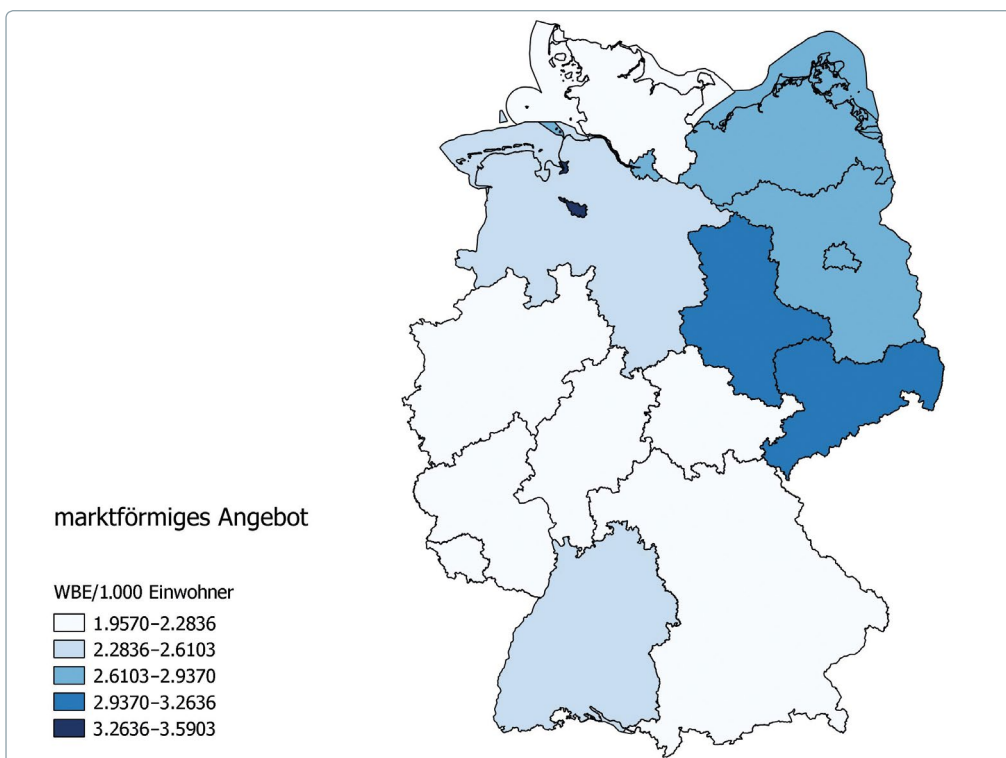 marktförmiges Angebot
WBE/1.000 Einwohner
1.9570–2.2836
2.2836–2.6103
2.6103–2.9370
2.9370–3.2636
3.2636–3.5903